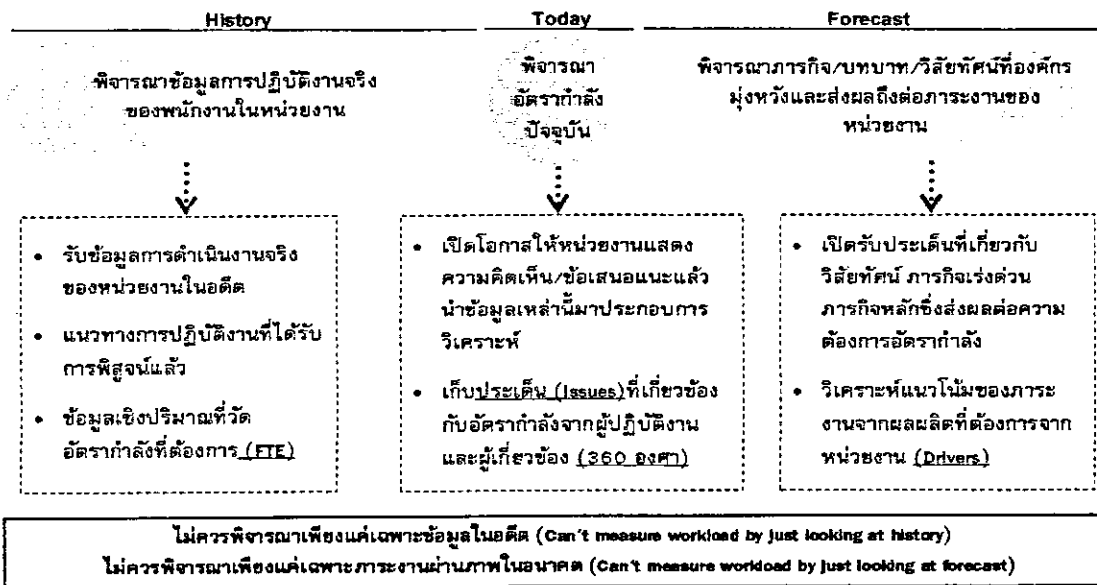 History
Today
Forecast
พิจารณาข้อมูลการปฏิบัติงานจริง
ของพนักงานในหน่วยงาน
พิจารณา
อัตรากำลัง
ปัจจุบัน
พิจารณาภารกิจ/บทบาท/วิสัยทัศน์ที่องค์กร
มุ่งหวังและส่งผลถึงต่อภาระงานของ
หน่วยงาน
• รับข้อมูลการดำเนินงานจริง
ของหน่วยงานในอดีต
• แนวทางการปฏิบัติงานที่ได้รับ
การพิสูจน์แล้ว
• ข้อมูลเชิงปริมาณที่วัด
อัตรากำลังที่ต้องการ (FTE)
• เปิดโอกาสให้หน่วยงานแสดง
ความคิดเห็น/ข้อเสนอแนะแล้ว
นำข้อมูลเหล่านี้มาประกอบการ
วิเคราะห์
• เก็บประเด็น (Issues)ที่เกี่ยวข้อง
กับอัตรากำลังจากผู้ปฏิบัติงาน
และผู้เกี่ยวข้อง (360 องศา)
• เปิดรับประเด็นที่เกี่ยวกับ
วิสัยทัศน์ ภารกิจเร่งด่วน
ภารกิจหลักซึ่งส่งผลต่อความ
ต้องการอัตรากำลัง
• วิเคราะห์แนวโน้มของภาระ
งานจากผลผลิตที่ต้องการจาก
หน่วยงาน (Drivers)
ไม่ควรพิจารณาเพียงแค่เฉพาะข้อมูลในอดีต (Can't measure workload by just looking at history)
ไม่ควรพิจารณาเพียงแค่เฉพาะภาระงานผ่านภาพในอนาคต (Can't measure workload by just looking at forecast)